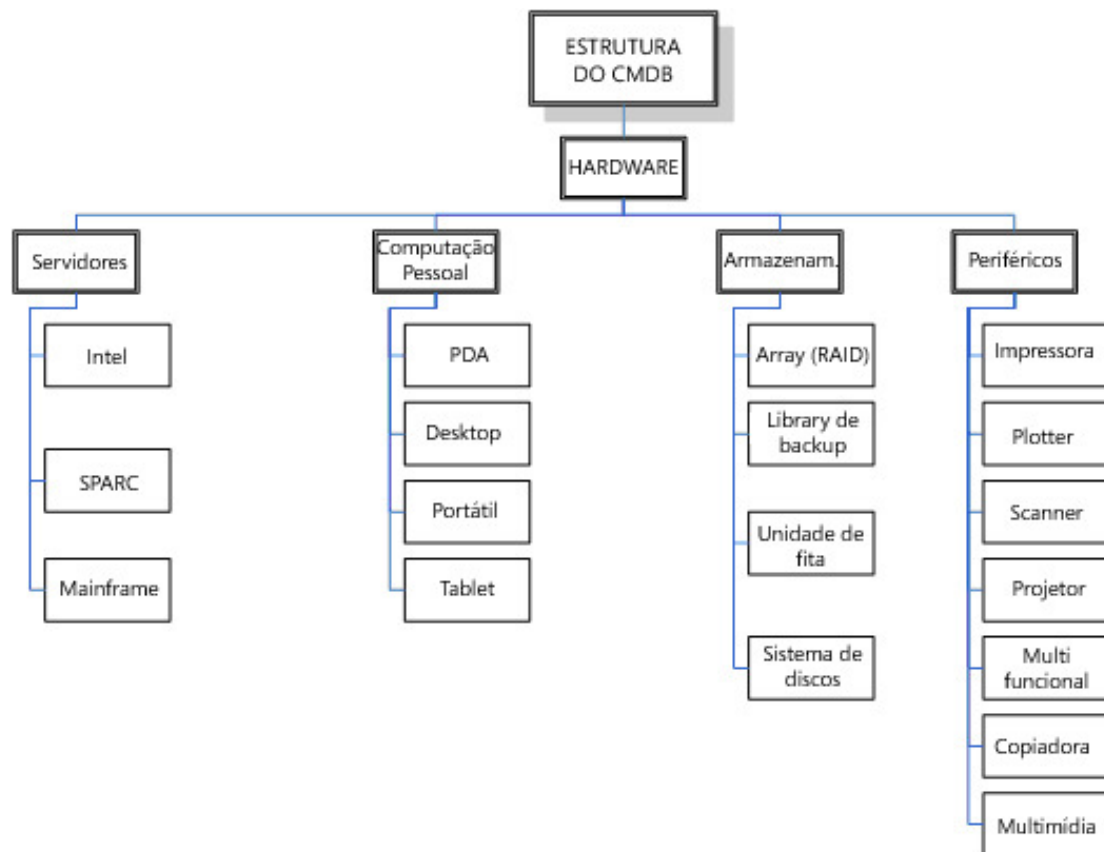 ESTRUTURA
DO CMDB
HARDWARE
Servidores
Computação
Pessoal
Armazenam.
Periféricos
Intel
SPARC
Mainframe
PDA
Desktop
Portátil
Tablet
Array (RAID)
Library de
backup
Unidade de
fita
Sistema de
discos
Impressora
Plotter
Scanner
Projetor
Multi
funcional
Copiadora
Multimídia